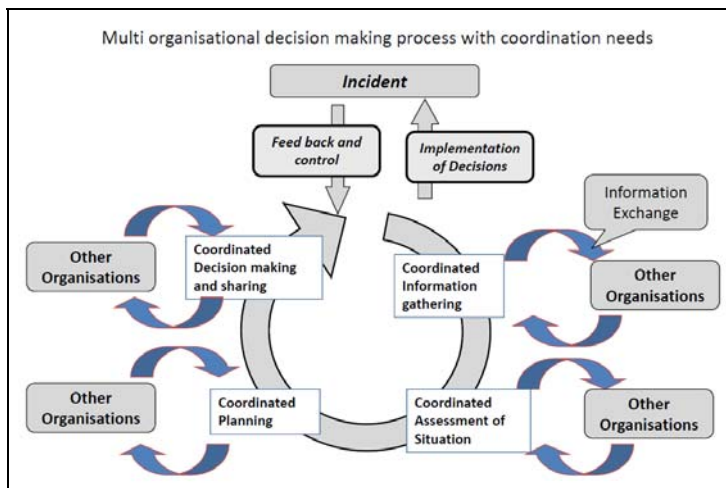 Multi organisational decision making process with coordination needs
Incident
Feed back and
control
Implementation
of Decisions
Information
Exchange
Other
Organisations
Coordinated
Decision making
and sharing
Coordinated
Information
gathering
Other
Organisations
Other
Organisations
Coordinated
Planning
Coordinated
Assessment of
Situation
Other
Organisations